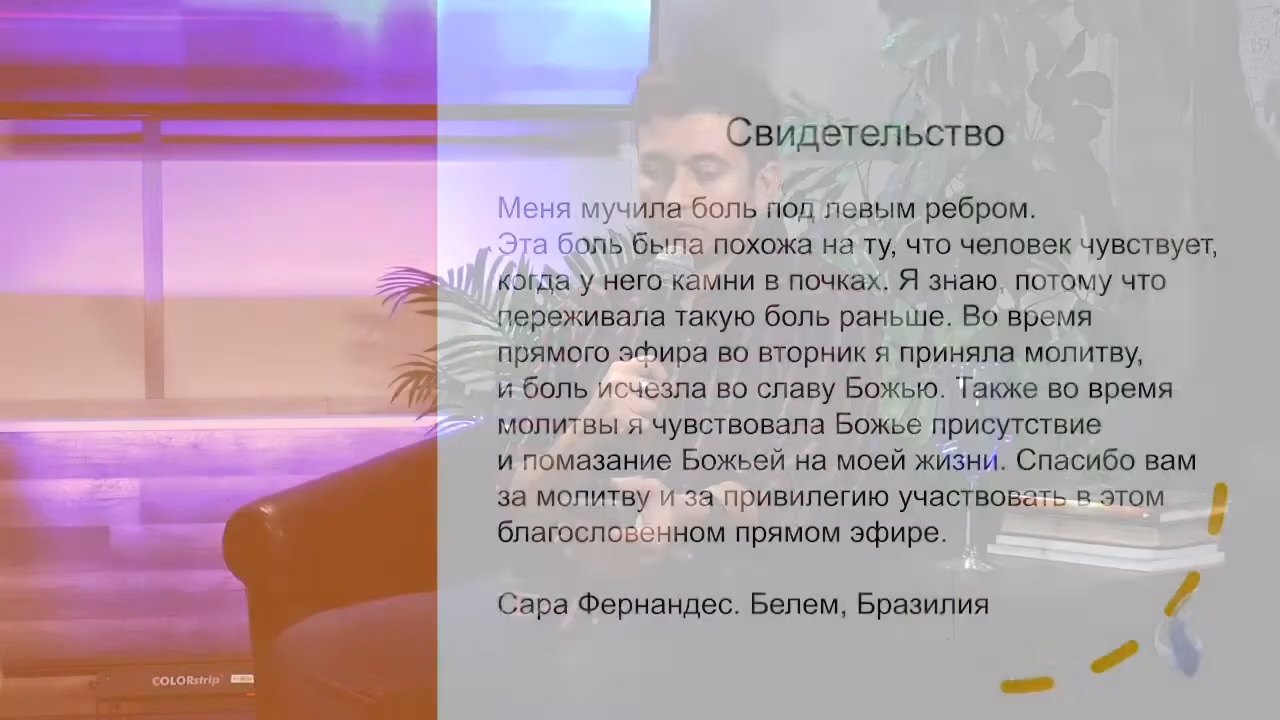 Свидетельство
Меня мучила боль под левым ребром.
Эта боль была похожа на ту, что человек чувствует,
когда у него камни в почках. Я знаю, потому что
переживала такую боль раньше. Во время
прямого эфира во вторник я приняла молитву,
и боль исчезла во славу Божью. Также во время
молитвы я чувствовала Божье присутствие
и помазание Божьей на моей жизни. Спасибо вам
за молитву и за привилегию участвовать в этом
благословенном прямом эфире.
Сара Фернандес. Белем, Бразилия
COLORstrip